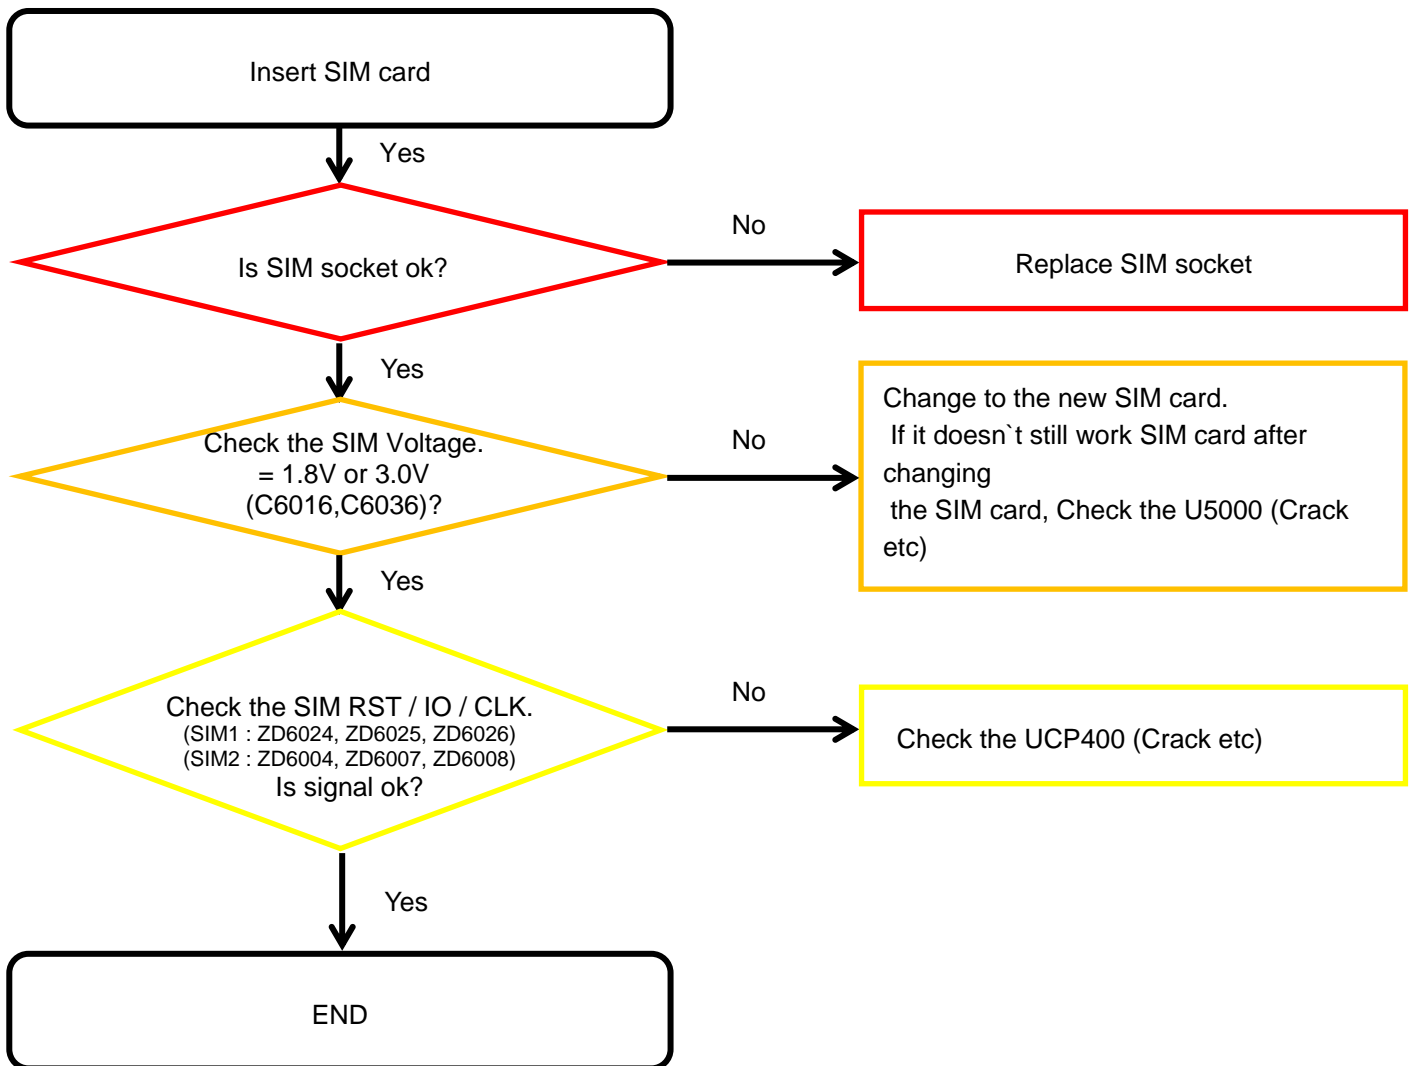 Insert SIM card
Yes
Is SIM socket ok?
No
Replace SIM socket
Yes
Check the SIM Voltage.
= 1.8V or 3.0V
(C6016,C6036)?
No
Change to the new SIM card.
If it doesn`t still work SIM card after
changing
the SIM card, Check the U5000 (Crack
etc)
Yes
Check the SIM RST / IO / CLK.
(SIM1 : ZD6024, ZD6025, ZD6026)
(SIM2 : ZD6004, ZD6007, ZD6008)
Is signal ok?
No
Check the UCP400 (Crack etc)
Yes
END